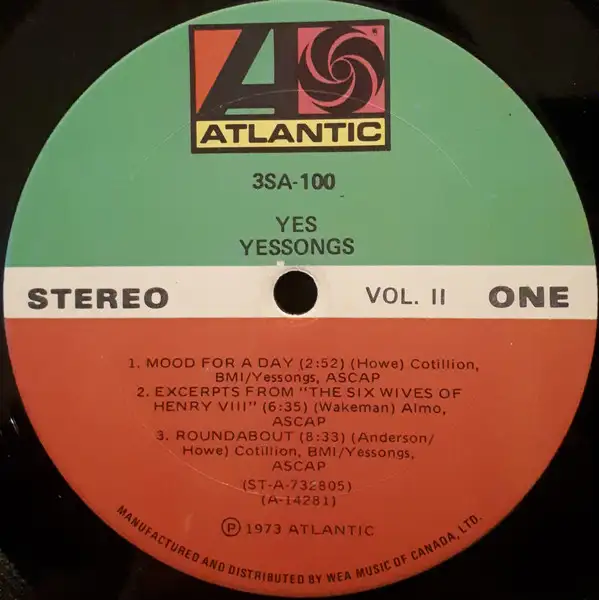 ATLANTIC
3SA-100
YES
YESSONGS
STEREO VOL. II ONE
1. MOOD FOR A DAY (2:52) (Howe) Cotillion,
BMI/Yessongs, ASCAP
2. EXCERPTS FROM "THE SIX WIVES OF
HENRY VIII" (6:35) (Wakeman) Almo,
ASCAP
3. ROUNDABOUT (8:33) (Anderson/
Howe) Cotillion, BMI/Yessongs,
ASCAP
(ST-A-732805)
(A-14281)
Ⓟ 1973 ATLANTIC
MANUFACTURED AND DISTRIBUTED BY WEA MUSIC OF CANADA, LTD.